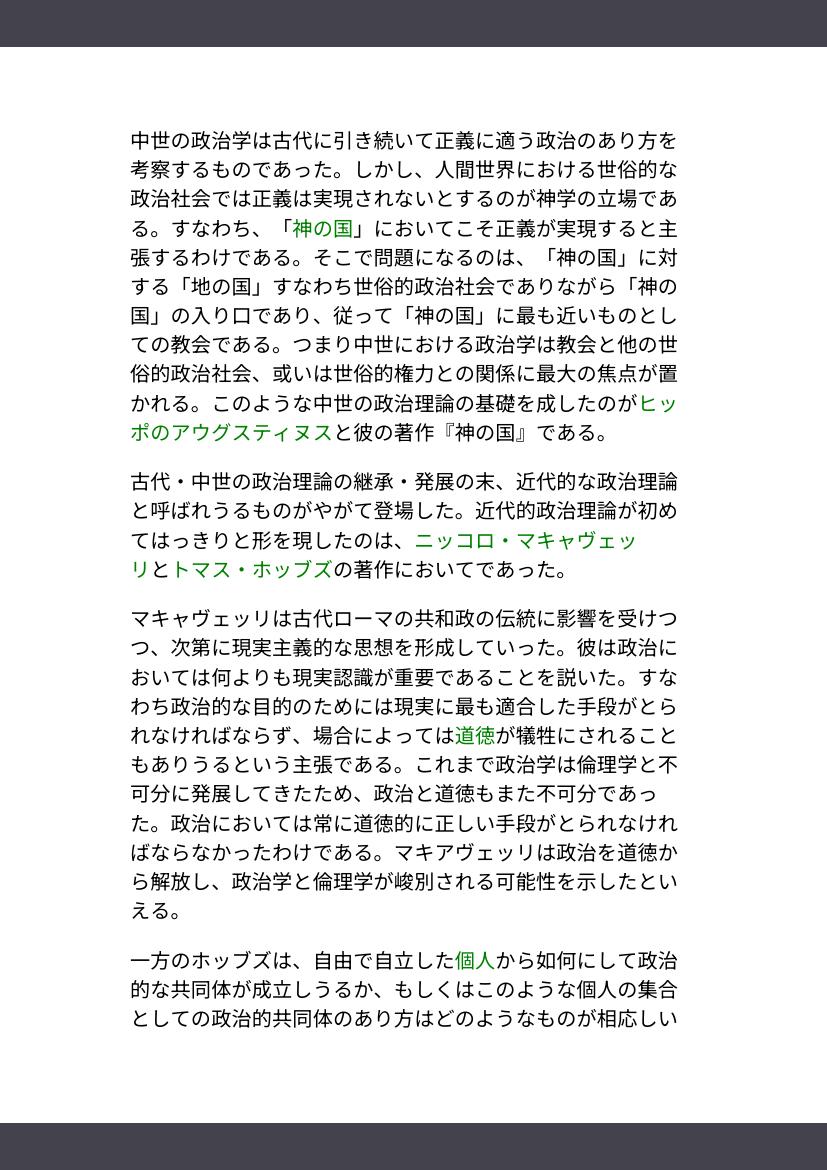 中世の政治学は古代に引き続いて正義に適う政治のあり方を
考察するものであった。しかし、人間世界における世俗的な
政治社会では正義は実現されないとするのが神学の立場であ
る。すなわち、「神の国」においてこそ正義が実現すると主
張するわけである。そこで問題になるのは、「神の国」に対
する「地の国」すなわち世俗的政治社会でありながら「神の
国」の入り口であり、従って「神の国」に最も近いものとし
ての教会である。つまり中世における政治学は教会と他の世
俗的政治社会、或いは世俗的権力との関係に最大の焦点が置
かれる。このような中世の政治理論の基礎を成したのがヒッ
ポのアウグスティヌスと彼の著作『神の国』である。
古代・中世の政治理論の継承・発展の末、近代的な政治理論
と呼ばれうるものがやがて登場した。近代的政治理論が初め
てはっきりと形を現したのは、ニッコロ・マキャヴェッ
リとトマス・ホッブズの著作においてであった。
マキャヴェッリは古代ローマの共和政の伝統に影響を受けつ
つ、次第に現実主義的な思想を形成していった。彼は政治に
おいては何よりも現実認識が重要であることを説いた。すな
わち政治的な目的のためには現実に最も適合した手段がとら
れなければならず、場合によっては道徳が犠牲にされること
もありうるという主張である。これまで政治学は倫理学と不
可分に発展してきたため、政治と道徳もまた不可分であっ
た。政治においては常に道徳的に正しい手段がとられなけれ
ばならなかったわけである。マキアヴェッリは政治を道徳か
ら解放し、政治学と倫理学が峻別される可能性を示したとい
える。
一方のホッブズは、自由で自立した個人から如何にして政治
的な共同体が成立しうるか、もしくはこのような個人の集合
としての政治的共同体のあり方はどのようなものが相応しい